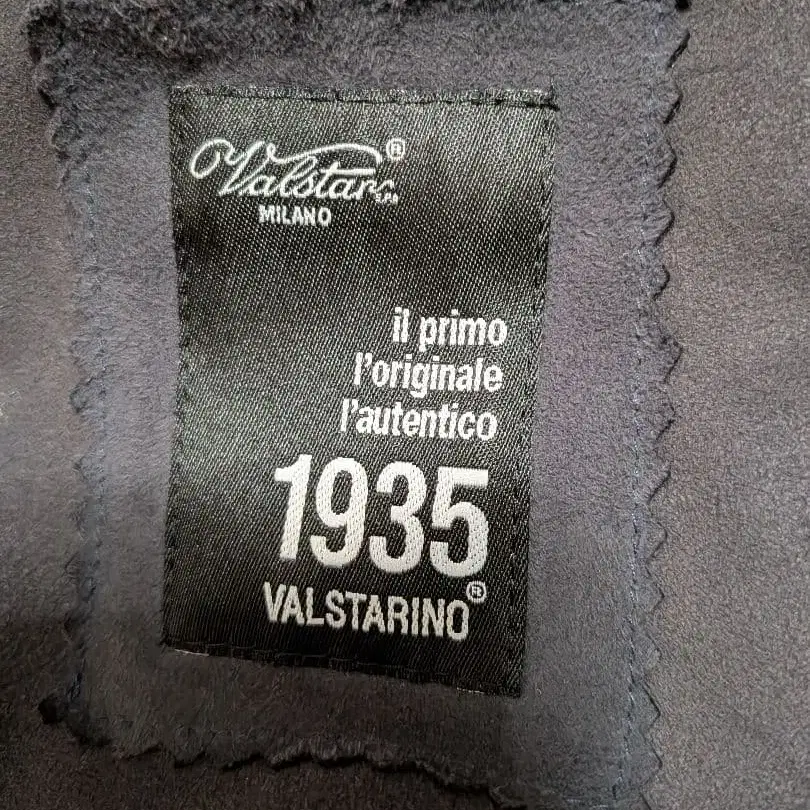 Valstar®
S.P.A
MILANO
il primo
l'originale
l'autentico
1935
VALSTARINO®